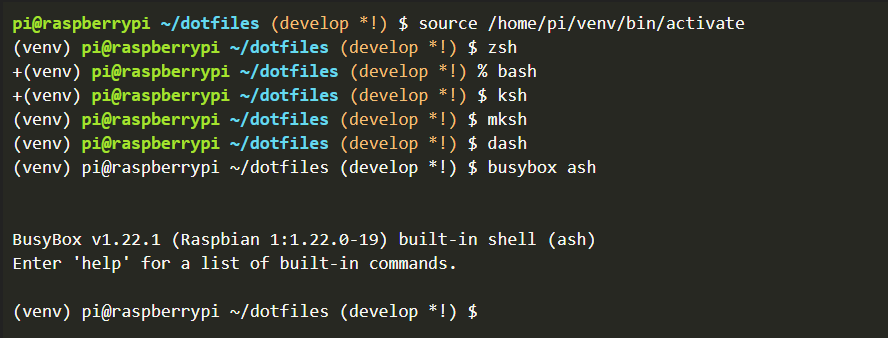 pi@raspberrypi ~/dotfiles (develop *!) $ source /home/pi/venv/bin/activate
(venv) pi@raspberrypi ~/dotfiles (develop *!) $ zsh
+(venv) pi@raspberrypi ~/dotfiles (develop *!) % bash
+(venv) pi@raspberrypi ~/dotfiles (develop *!) $ ksh
(venv) pi@raspberrypi ~/dotfiles (develop *!) $ mksh
(venv) pi@raspberrypi ~/dotfiles (develop *!) $ dash
(venv) pi@raspberrypi ~/dotfiles (develop *!) $ busybox ash
BusyBox v1.22.1 (Raspbian 1:1.22.0-19) built-in shell (ash)
Enter 'help' for a list of built-in commands.
(venv) pi@raspberrypi ~/dotfiles (develop *!) $